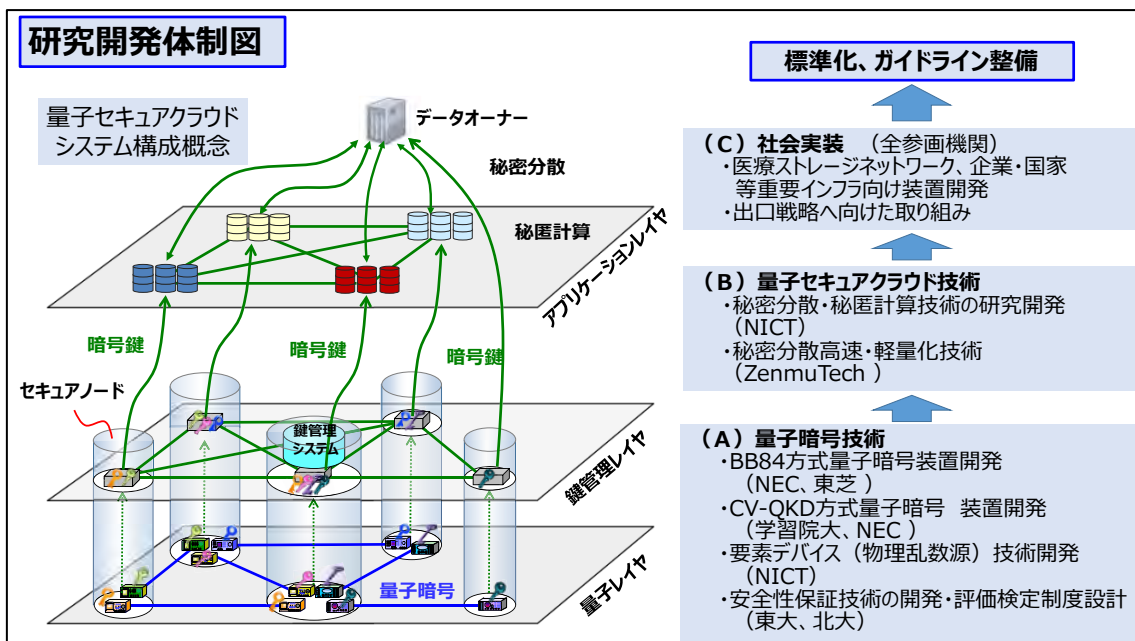 研究開発体制図
量子セキュアクラウド
システム構成概念
データオーナー
秘密分散
秘匿計算
アプリケーションレイヤ
暗号鍵
暗号鍵
暗号鍵
セキュアノード
鍵管理
システム
鍵管理レイヤ
量子暗号
量子レイヤ
標準化、ガイドライン整備
（C）社会実装 （全参画機関）
・医療ストレージネットワーク、企業・国家
等重要インフラ向け装置開発
・出口戦略へ向けた取り組み
（B）量子セキュアクラウド技術
・秘密分散・秘匿計算技術の研究開発
（NICT）
・秘密分散高速・軽量化技術
（ZenmuTech ）
（A）量子暗号技術
・BB84方式量子暗号装置開発
（NEC、東芝 ）
・CV-QKD方式量子暗号 装置開発
（学習院大、NEC ）
・要素デバイス（物理乱数源）技術開発
（NICT）
・安全性保証技術の開発・評価検定制度設計
（東大、北大）